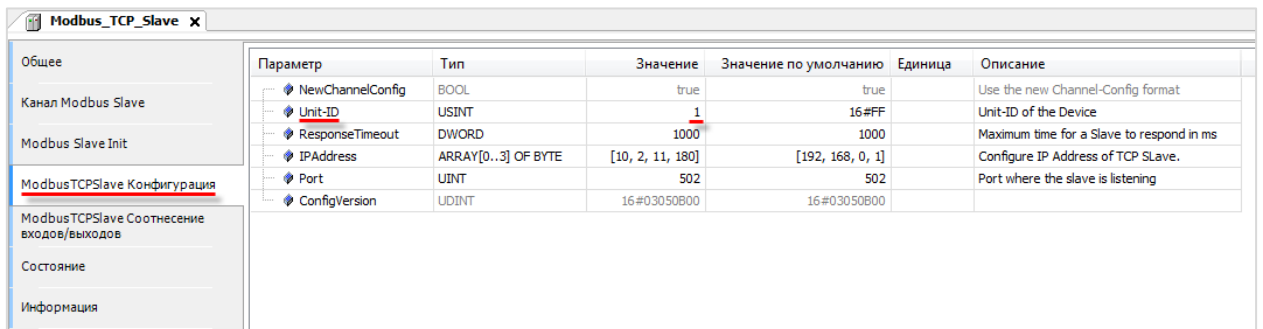 Modbus_TCP_Slave X
Общее
Канал Modbus Slave
Modbus Slave Init
ModbusTCPSlave Конфигурация
ModbusTCPSlave Соотнесение
входов/выходов
Состояние
Информация
Параметр Тип Значение Значение по умолчанию Единица Описание
NewChannelConfig BOOL true true Use the new Channel-Config format
Unit-ID USINT 1 16#FF Unit-ID of the Device
ResponseTimeout DWORD 1000 1000 Maximum time for a Slave to respond in ms
IPAddress ARRAY[0..3] OF BYTE [10, 2, 11, 180] [192, 168, 0, 1] Configure IP Address of TCP SLave.
Port UINT 502 502 Port where the slave is listening
ConfigVersion UDINT 16#03050B00 16#03050B00